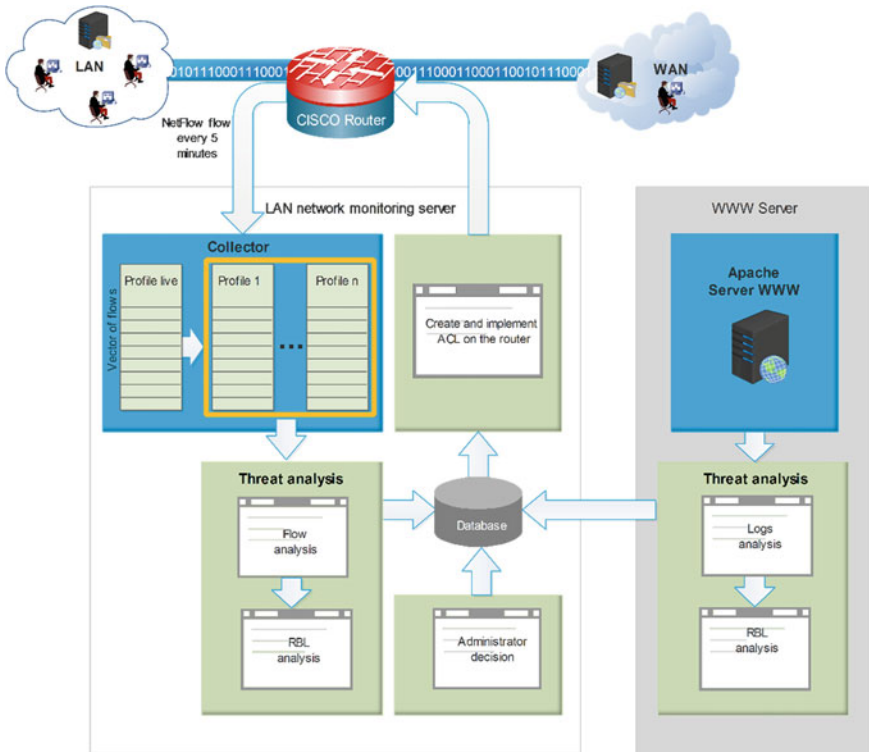 LAN
010111000111000
001110001100011001011100
WAN
CISCO Router
NetFlow flow
every 5
minutes
LAN network monitoring server
WWW Server
Collector
Vector of flows
Profile live
Profile 1
...
Profile n
Create and implement
ACL on the router
Apache
Server WWW
Threat analysis
Flow
analysis
RBL
analysis
Database
Administrator
decision
Threat analysis
Logs
analysis
RBL
analysis